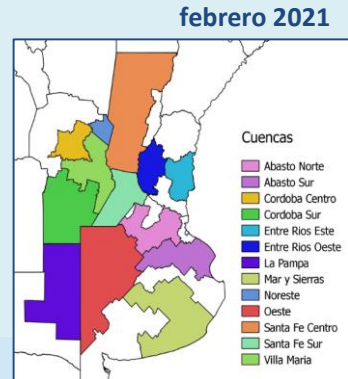 febrero 2021
Cuencas
Abasto Norte
Abasto Sur
Cordoba Centro
Cordoba Sur
Entre Rios Este
Entre Rios Oeste
La Pampa
Mar y Sierras
Noreste
Oeste
Santa Fe Centro
Santa Fe Sur
Villa Maria